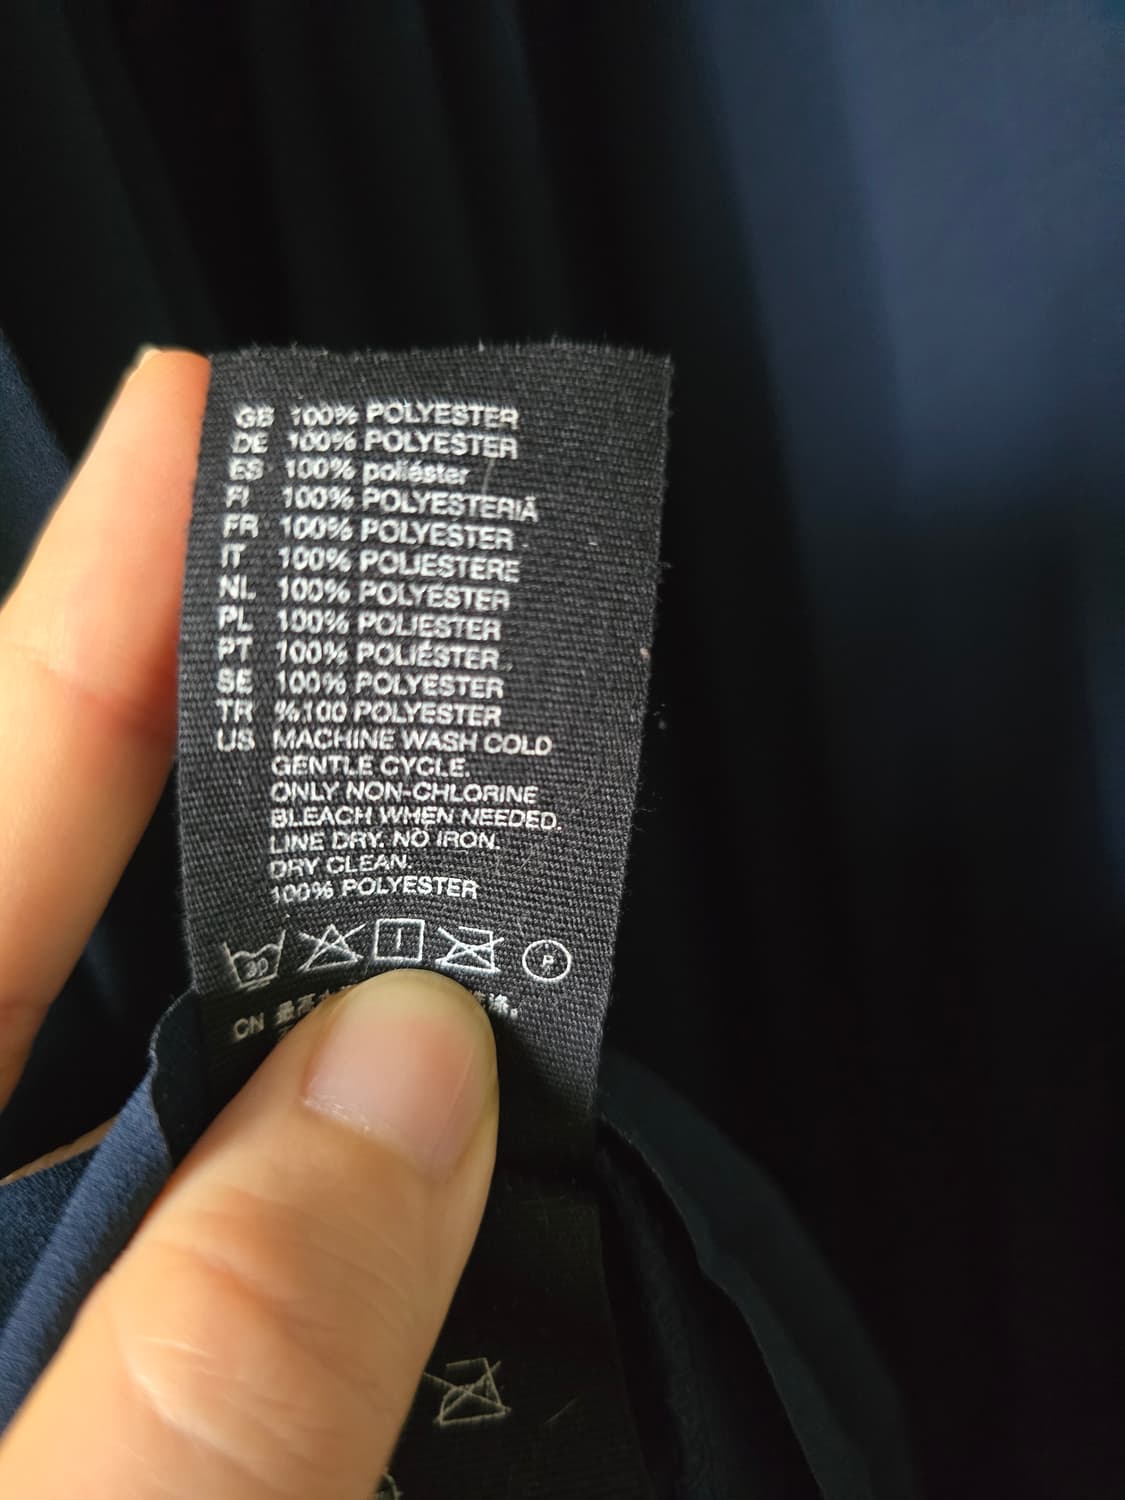 GB 100% POLYESTER
DE 100% POLYESTER
ES 100% poliéster
FI 100% POLYESTERIÄ
FR 100% POLYESTER
IT 100% POLIESTERE
NL 100% POLYESTER
PL 100% POLIESTER
PT 100% POLIÉSTER
SE 100% POLYESTER
TR %100 POLYESTER
US MACHINE WASH COLD
GENTLE CYCLE.
ONLY NON-CHLORINE
BLEACH WHEN NEEDED.
LINE DRY. NO IRON.
DRY CLEAN.
100% POLYESTER
30 P
CN 最高